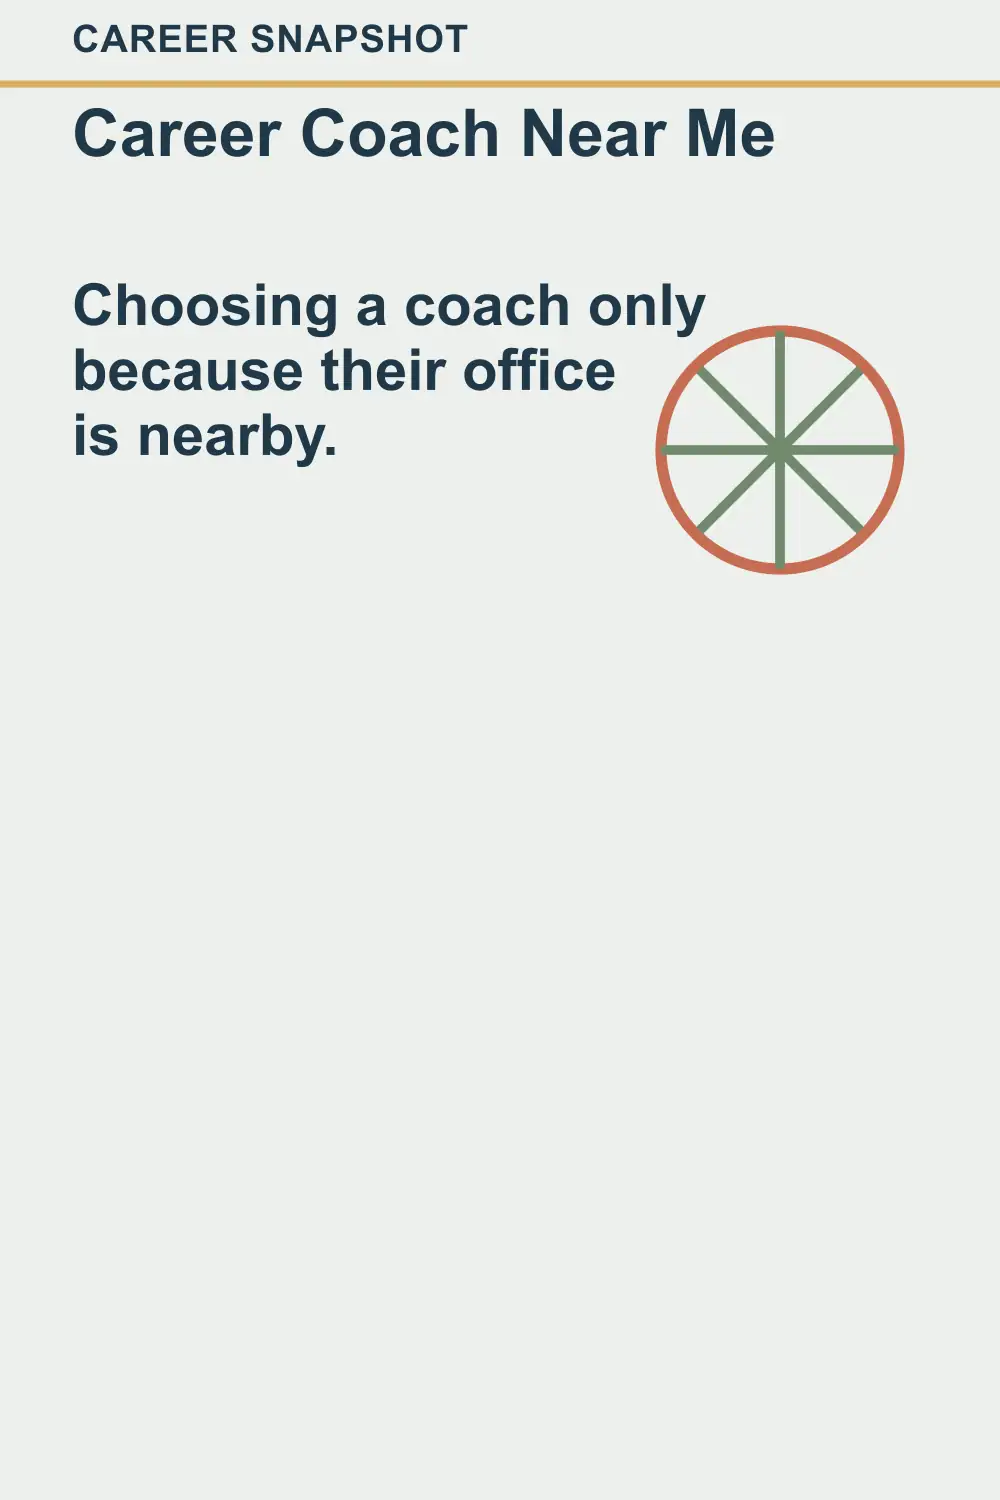 CAREER SNAPSHOT
Career Coach Near Me
Choosing a coach only
because their office
is nearby.